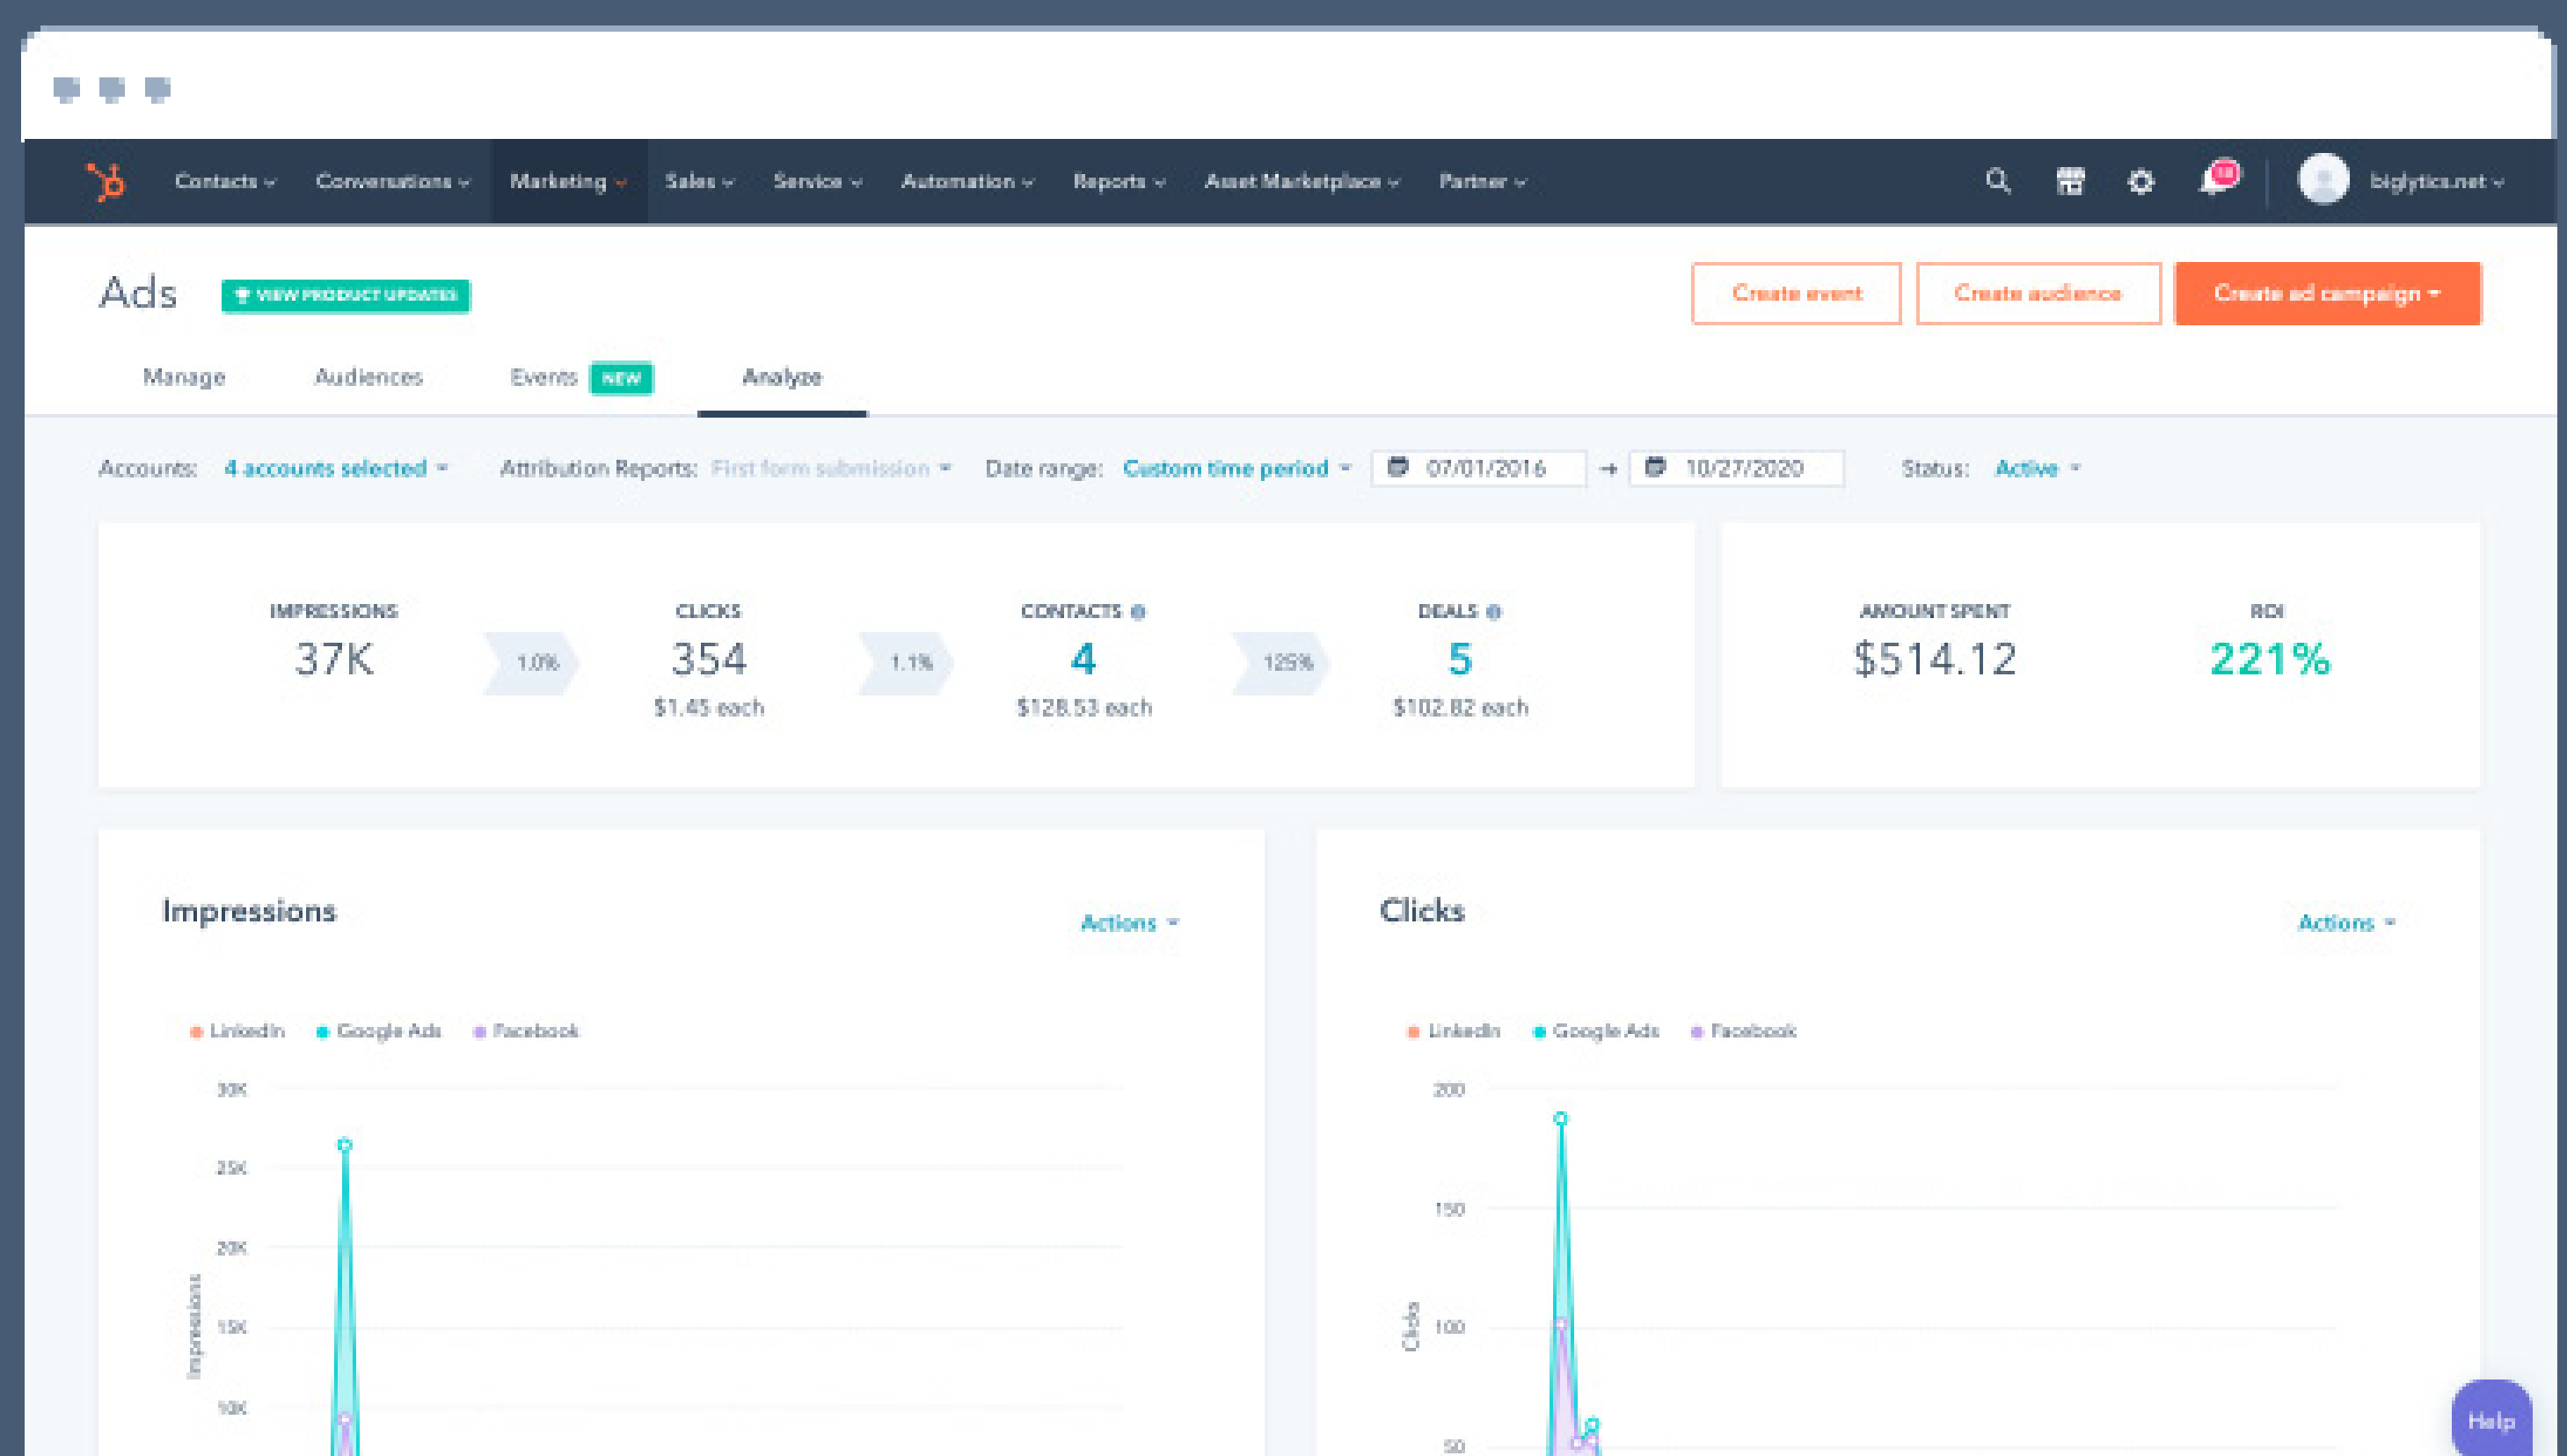 Contacts Conversations Marketing Sales Service Automation Reports Asset Marketplace Partner biglytics.net
Ads VIEW PRODUCT UPDATES Create event Create audience Create ad campaign
Manage Audiences Events NEW Analyze
Accounts: 4 accounts selected Attribution Reports: First form submission Date range: Custom time period 07/01/2016 → 10/27/2020 Status: Active
IMPRESSIONS CLICKS CONTACTS DEALS AMOUNT SPENT ROI
37K 1.0% 354 1.1% 4 125% 5 $514.12 221%
$1.45 each $128.53 each $102.82 each
Impressions Actions
LinkedIn Google Ads Facebook
30K
25K
20K
15K
10K
Impressions
Clicks Actions
LinkedIn Google Ads Facebook
200
150
100
50
Clicks
Help